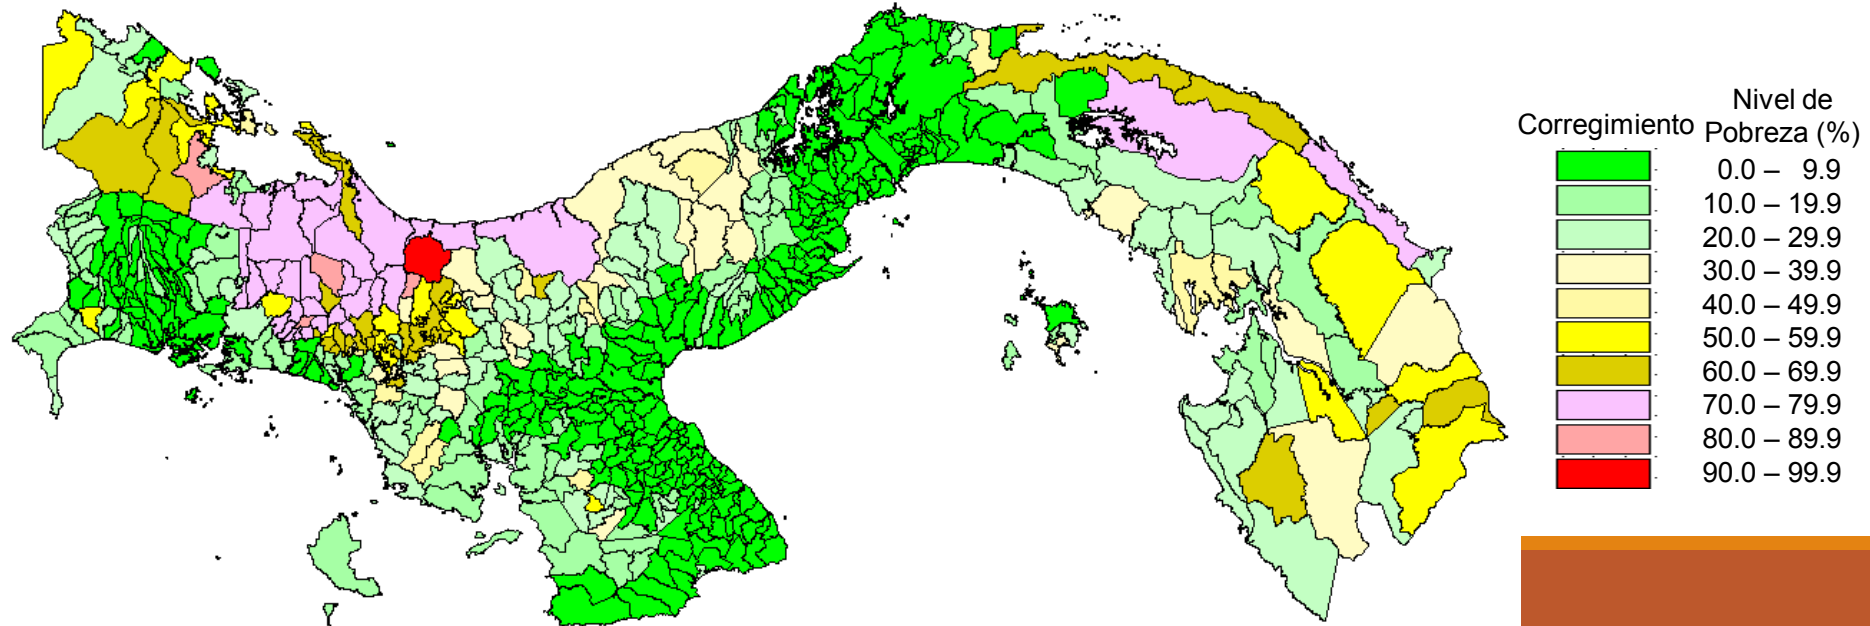 Nivel de
Corregimiento Pobreza (%)
0.0 – 9.9
10.0 – 19.9
20.0 – 29.9
30.0 – 39.9
40.0 – 49.9
50.0 – 59.9
60.0 – 69.9
70.0 – 79.9
80.0 – 89.9
90.0 – 99.9